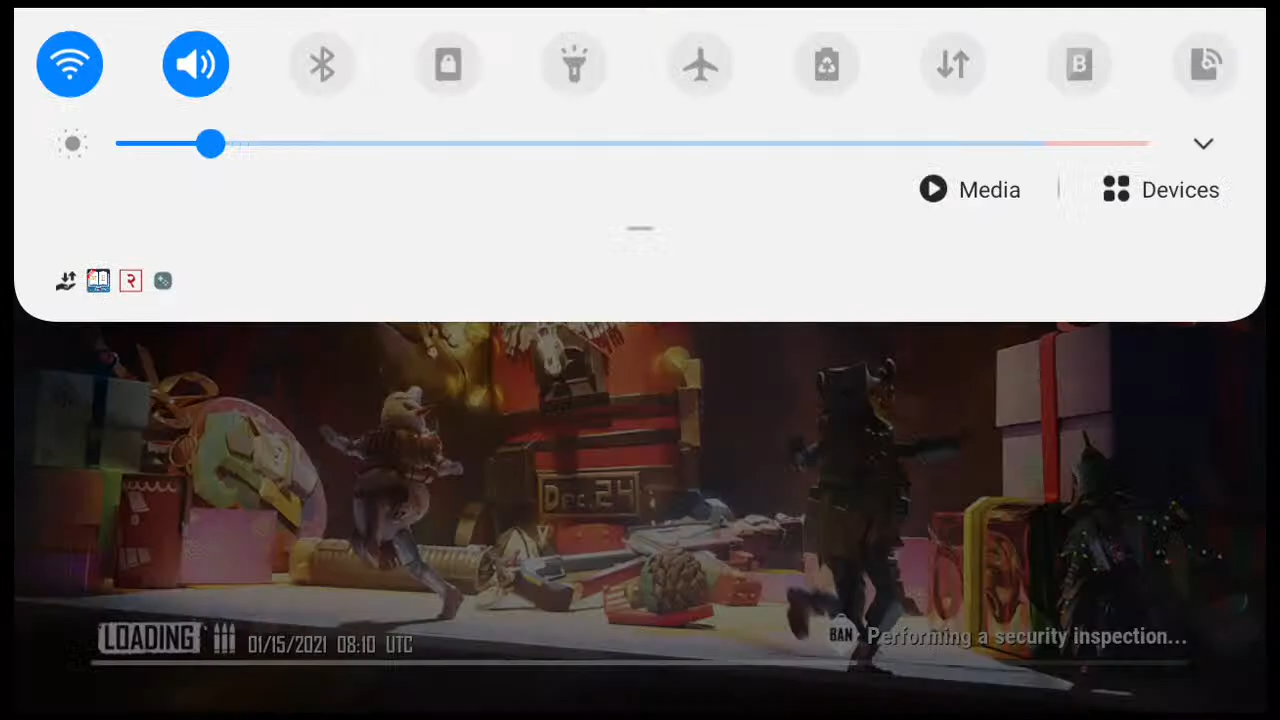 B
Media
Devices
Dec.24
LOADING
01/15/2021 08:10 UTC
BAN
Performing a security inspection...